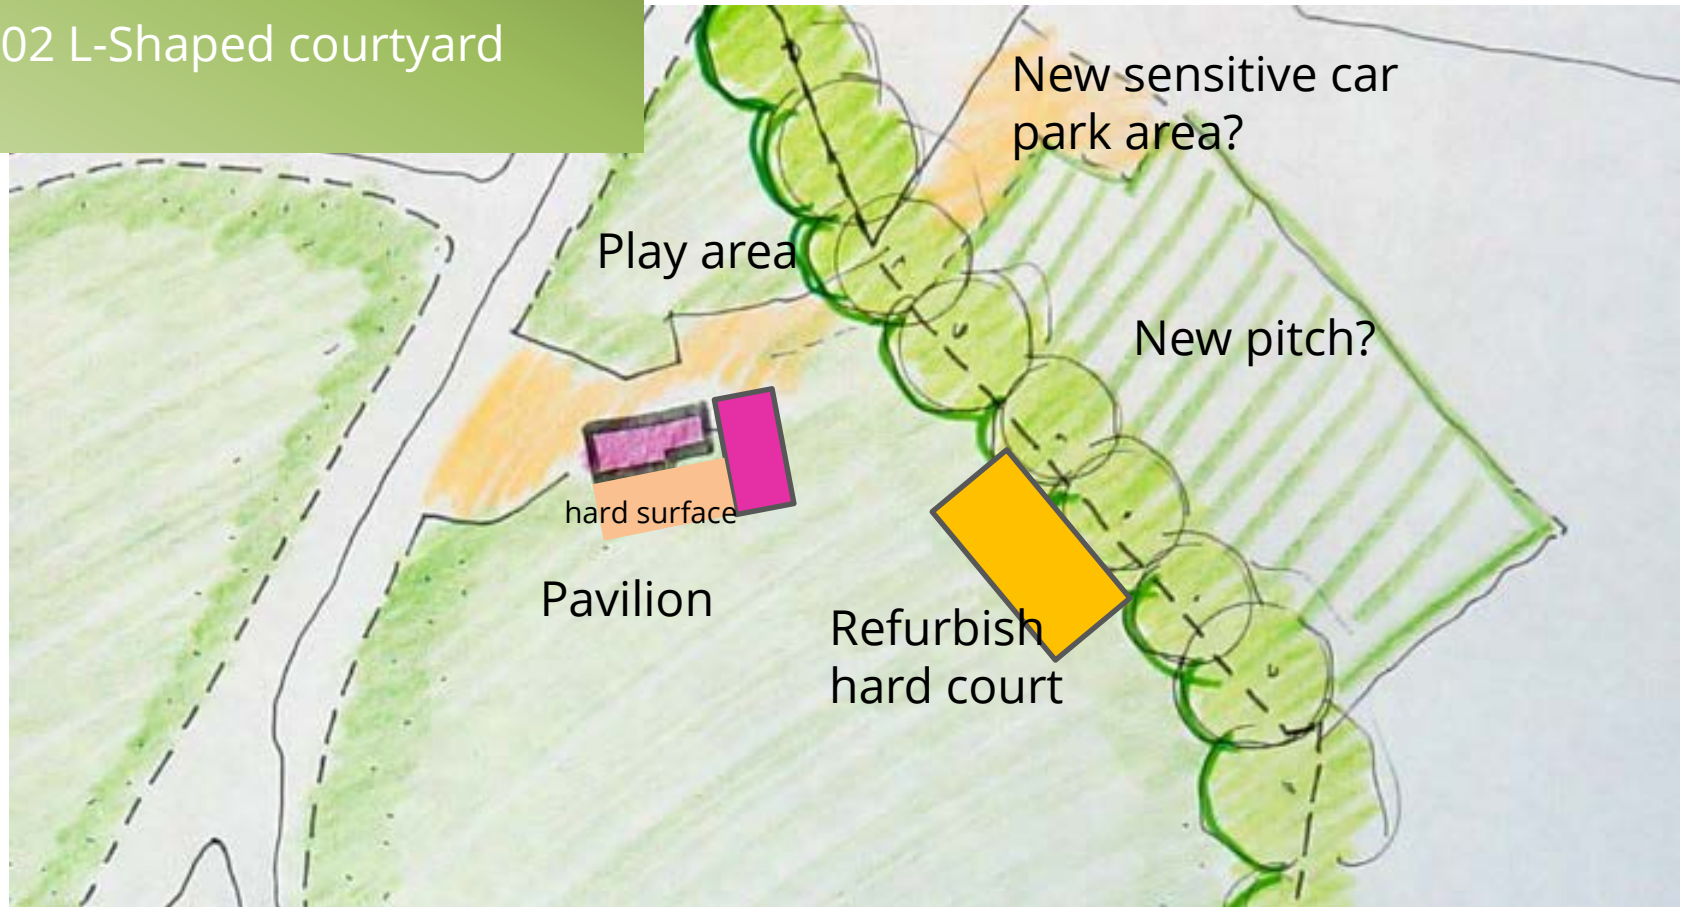 02 L-Shaped courtyard
New sensitive car
park area?
Play area
New pitch?
hard surface
Pavilion
Refurbish
hard court